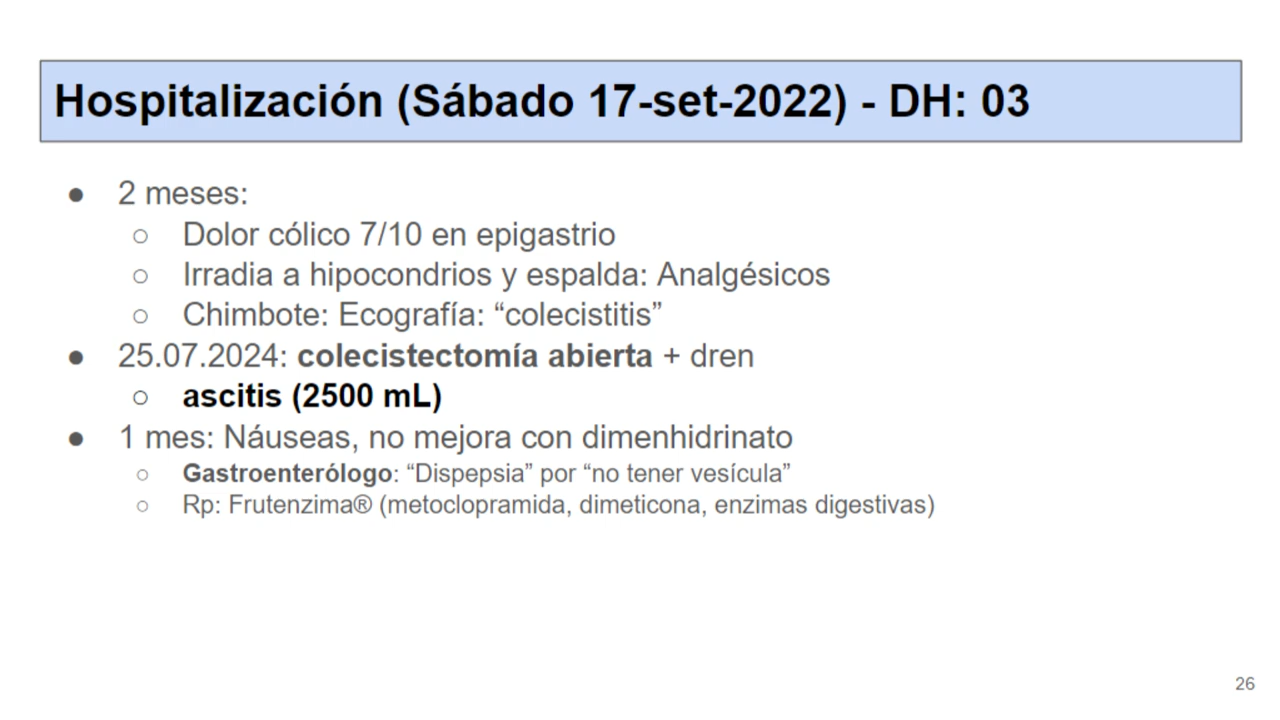 Hospitalización (Sábado 17-set-2022) - DH: 03
● 2 meses:
○ Dolor cólico 7/10 en epigastrio
○ Irradia a hipocondrios y espalda: Analgésicos
○ Chimbote: Ecografía: “colecistitis”
● 25.07.2024: colecistectomía abierta + dren
○ ascitis (2500 mL)
● 1 mes: Náuseas, no mejora con dimenhidrinato
○ Gastroenterólogo: “Dispepsia” por “no tener vesícula”
○ Rp: Frutenzima® (metoclopramida, dimeticona, enzimas digestivas)
26